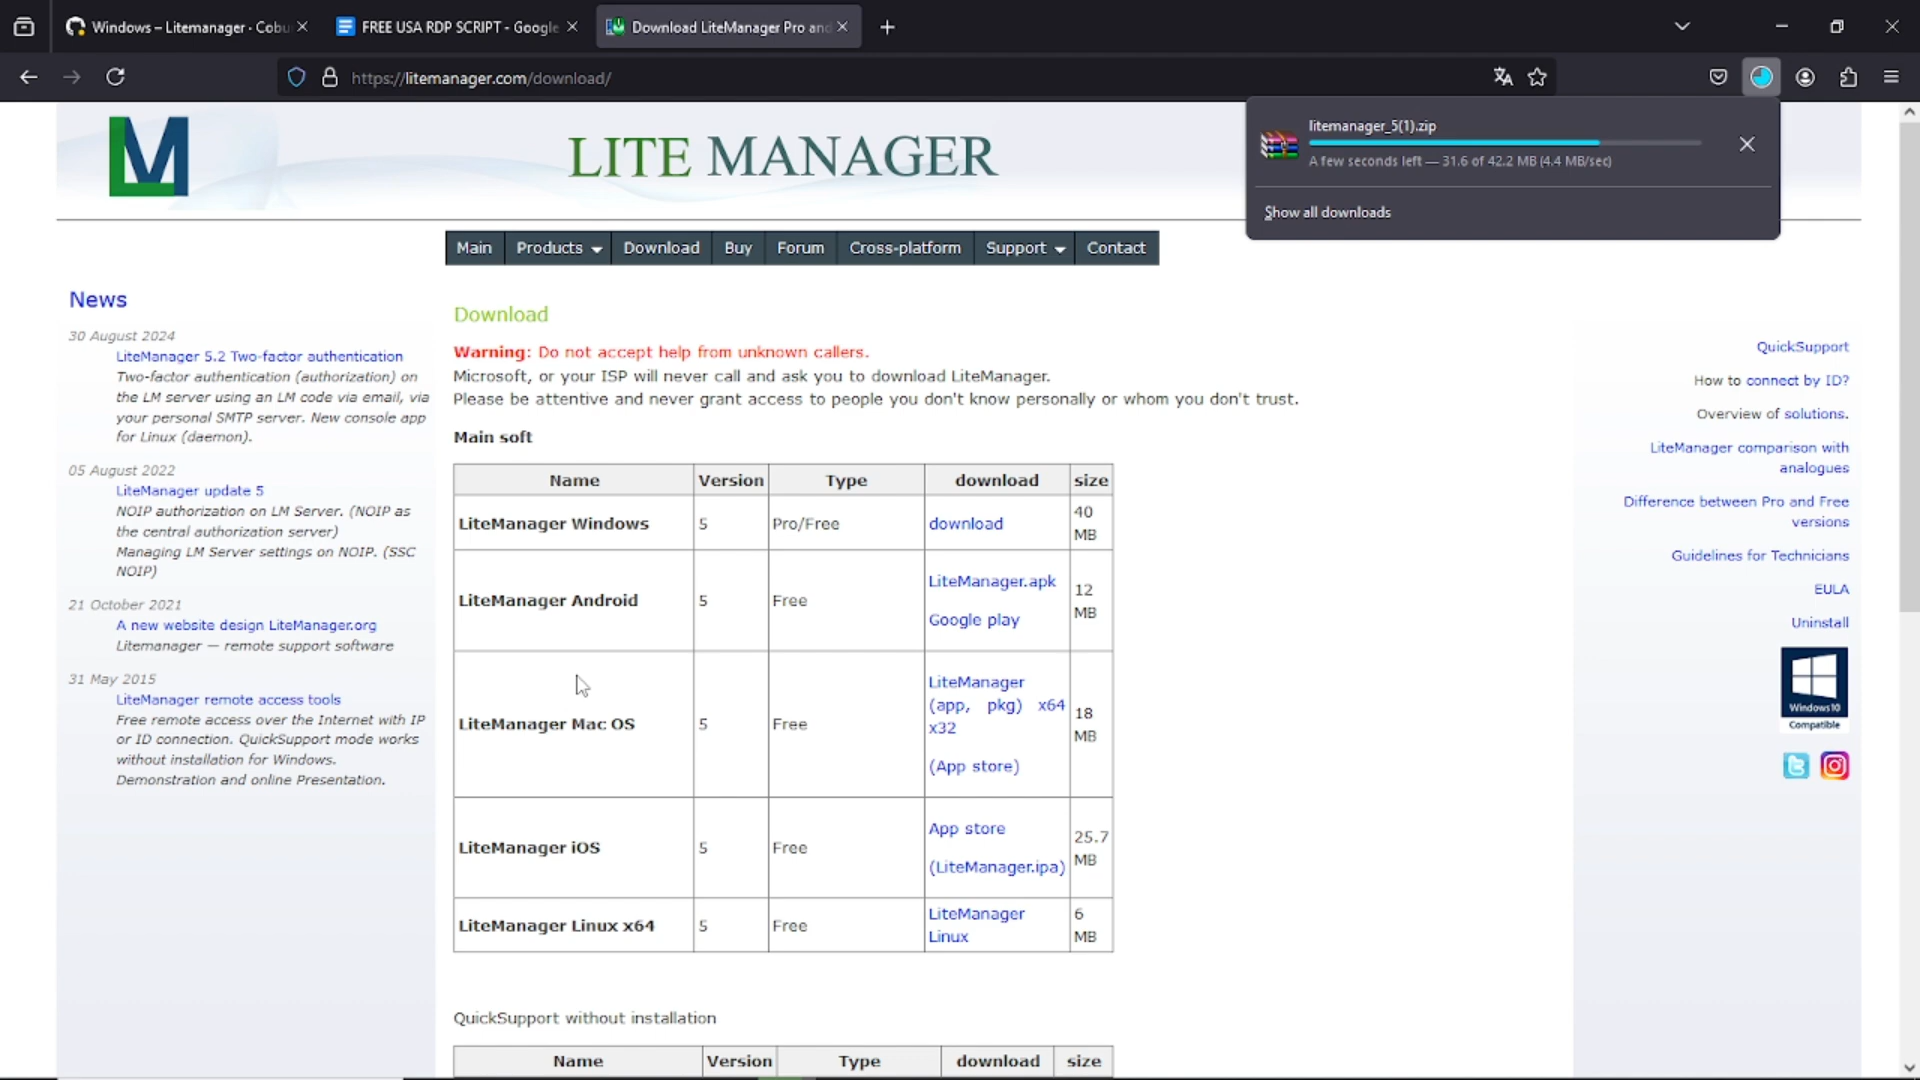 Windows – Litemanager · Cobu
FREE USA RDP SCRIPT - Google
Download LiteManager Pro and
https://litemanager.com/download/
litemanager_5(1).zip
A few seconds left — 31.6 of 42.2 MB (4.4 MB/sec)
Show all downloads
LM
LITE MANAGER
Main
Products
Download
Buy
Forum
Cross-platform
Support
Contact
News
30 August 2024
LiteManager 5.2 Two-factor authentication
Two-factor authentication (authorization) on
the LM server using an LM code via email, via
your personal SMTP server. New console app
for Linux (daemon).
05 August 2022
LiteManager update 5
NOIP authorization on LM Server. (NOIP as
the central authorization server)
Managing LM Server settings on NOIP. (SSC
NOIP)
21 October 2021
A new website design LiteManager.org
Litemanager — remote support software
31 May 2015
LiteManager remote access tools
Free remote access over the Internet with IP
or ID connection. QuickSupport mode works
without installation for Windows.
Demonstration and online Presentation.
Download
Warning: Do not accept help from unknown callers.
Microsoft, or your ISP will never call and ask you to download LiteManager.
Please be attentive and never grant access to people you don't know personally or whom you don't trust.
Main soft
Name Version Type download size
LiteManager Windows 5 Pro/Free download 40
MB
LiteManager Android 5 Free LiteManager.apk
Google play
12
MB
LiteManager Mac OS 5 Free LiteManager
(app, pkg) x64
x32
(App store)
18
MB
LiteManager iOS 5 Free App store
(LiteManager.ipa)
25.7
MB
LiteManager Linux x64 5 Free LiteManager
Linux
6
MB
QuickSupport without installation
Name Version Type download size
QuickSupport
How to connect by ID?
Overview of solutions.
LiteManager comparison with
analogues
Difference between Pro and Free
versions
Guidelines for Technicians
EULA
Uninstall
Windows10
Compatible